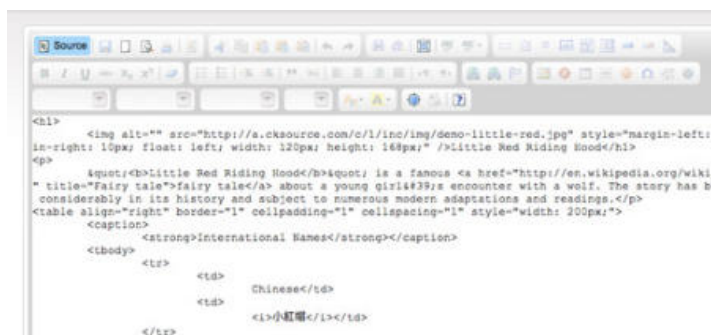 Source
B I U
<h1>
<img alt="" src="http://a.cksource.com/c/1/inc/img/demo-little-red.jpg" style="margin-left:
in-right: 10px; float: left; width: 120px; height: 168px;" />Little Red Riding Hood</h1>
<p>
&quot;<b>Little Red Riding Hood</b>&quot; is a famous <a href="http://en.wikipedia.org/wiki
" title="Fairy tale">fairy tale</a> about a young girl&#39;s encounter with a wolf. The story has b
considerably in its history and subject to numerous modern adaptations and readings.</p>
<table align="right" border="1" cellpadding="1" cellspacing="1" style="width: 200px;">
<caption>
<strong>International Names</strong></caption>
<tbody>
<tr>
<td>
Chinese</td>
<td>
<i>小紅帽</i></td>
</tr>